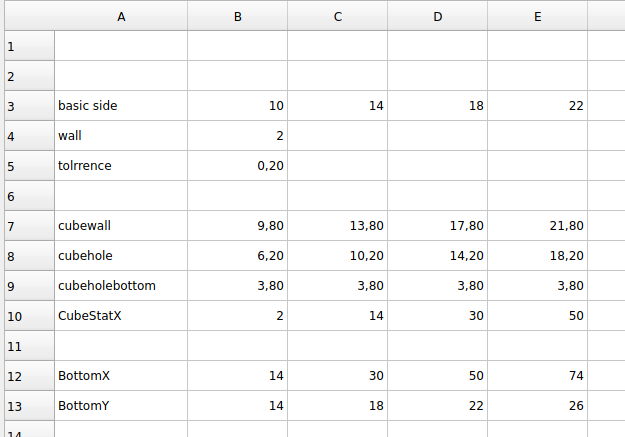 A B C D E
1
2
3 basic side 10 14 18 22
4 wall 2
5 tolrrence 0,20
6
7 cubewall 9,80 13,80 17,80 21,80
8 cubehole 6,20 10,20 14,20 18,20
9 cubeholebottom 3,80 3,80 3,80 3,80
10 CubeStatX 2 14 30 50
11
12 BottomX 14 30 50 74
13 BottomY 14 18 22 26
14